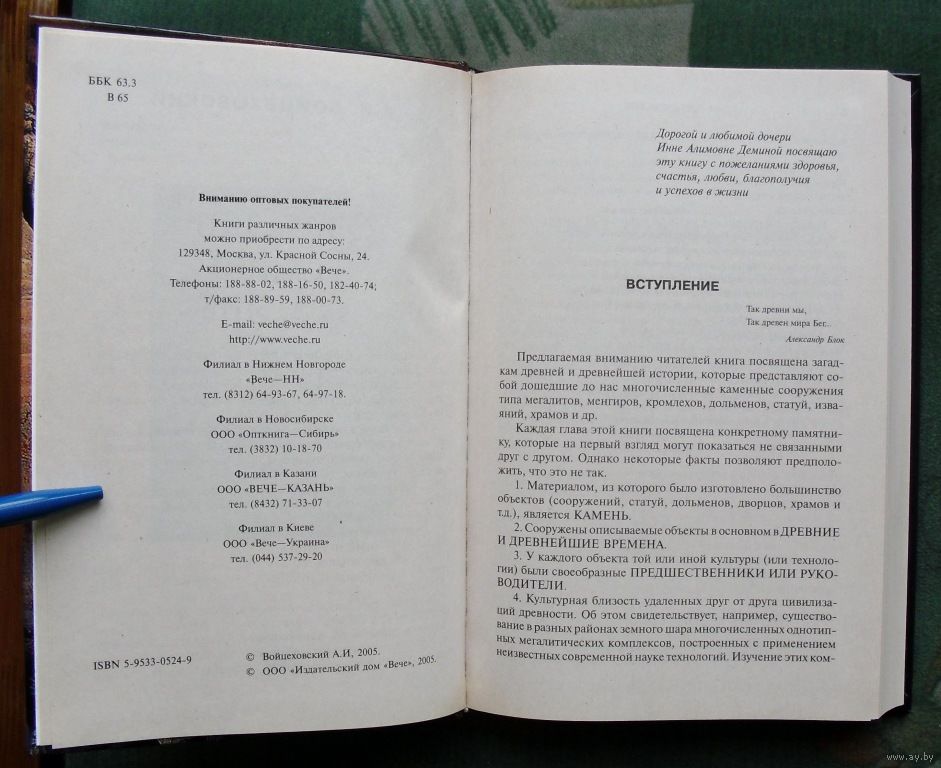 ББК 63.3
В 65
Вниманию оптовых покупателей!
Книги различных жанров
можно приобрести по адресу:
129348, Москва, ул. Красной Сосны, 24.
Акционерное общество «Вече».
Телефоны: 188-88-02, 188-16-50, 182-40-74;
т/факс: 188-89-59, 188-00-73.
E-mail: veche@veche.ru
http://www.veche.ru
Филиал в Нижнем Новгороде
«Вече—НН»
тел. (8312) 64-93-67, 64-97-18.
Филиал в Новосибирске
ООО «Опткнига—Сибирь»
тел. (3832) 10-18-70
Филиал в Казани
ООО «ВЕЧЕ—КАЗАНЬ»
тел. (8432) 71-33-07
Филиал в Киеве
ООО «Вече—Украина»
тел. (044) 537-29-20
ISBN 5-9533-0524-9
© Войцеховский А.И, 2005.
© ООО «Издательский дом «Вече», 2005.
Дорогой и любимой дочери
Инне Алимовне Деминой посвящаю
эту книгу с пожеланиями здоровья,
счастья, любви, благополучия
и успехов в жизни
ВСТУПЛЕНИЕ
Так древни мы,
Так древен мира Бег...
Александр Блок
Предлагаемая вниманию читателей книга посвящена загад-
кам древней и древнейшей истории, которые представляют со-
бой дошедшие до нас многочисленные каменные сооружения
типа мегалитов, менгиров, кромлехов, дольменов, статуй, извa-
яний, храмов и др.
Каждая глава этой книги посвящена конкретному памятни-
ку, которые на первый взгляд могут показаться не связанными
друг с другом. Однако некоторые факты позволяют предполо-
жить, что это не так.
1. Материалом, из которого было изготовлено большинство
объектов (сооружений, статуй, дольменов, дворцов, храмов и
т.д.), является КАМЕНЬ.
2. Сооружены описываемые объекты в основном в ДРЕВНИЕ
И ДРЕВНЕЙШИЕ ВРЕМЕНА.
3. У каждого объекта той или иной культуры (или техноло-
гии) были своеобразные ПРЕДШЕСТВЕННИКИ ИЛИ РУКО-
ВОДИТЕЛИ.
4. Культурная близость удаленных друг от друга цивилиза-
ций древности. Об этом свидетельствует, например, существо-
вание в разных районах земного шара многочисленных однотип-
ных мегалитических комплексов, построенных с применением
неизвестных современной науке технологий. Изучение этих ком-
www.ay.by